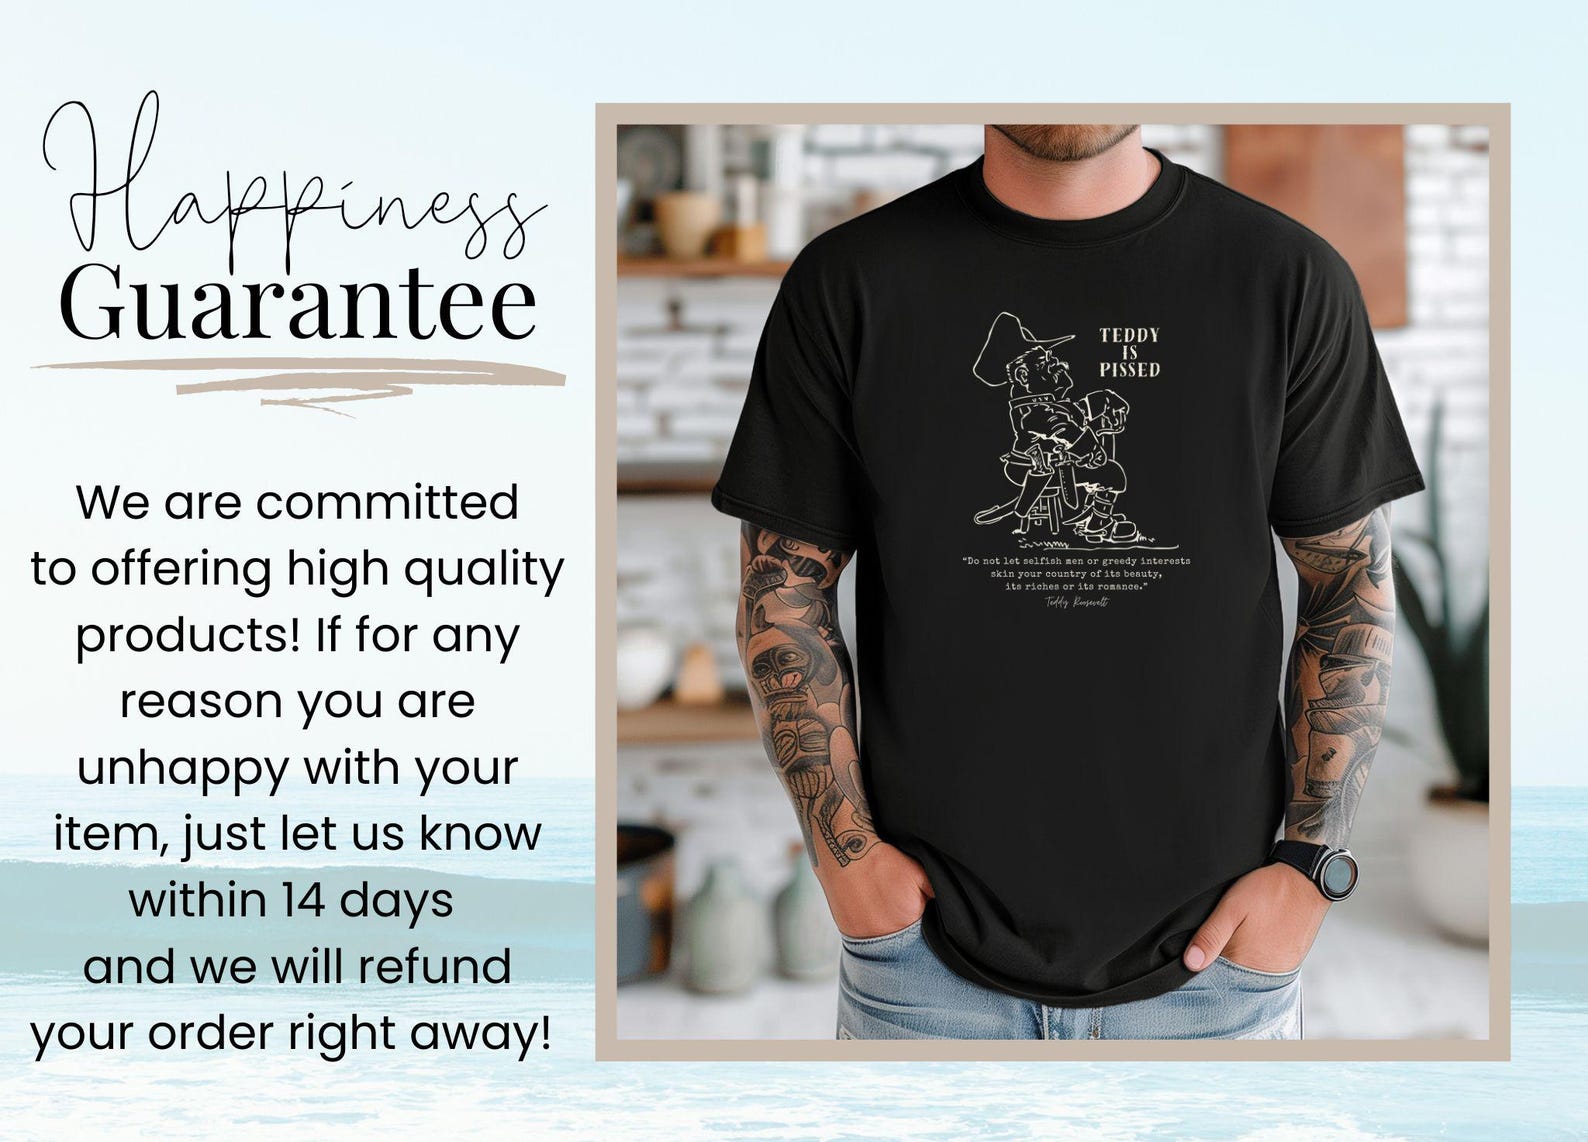 Happiness
Guarantee
We are committed
to offering high quality
products! If for any
reason you are
unhappy with your
item, just let us know
within 14 days
and we will refund
your order right away!
TEDDY
IS
PISSED
“Do not let selfish men or greedy interests
skin your country of its beauty,
its riches or its romance.”
Teddy Roosevelt